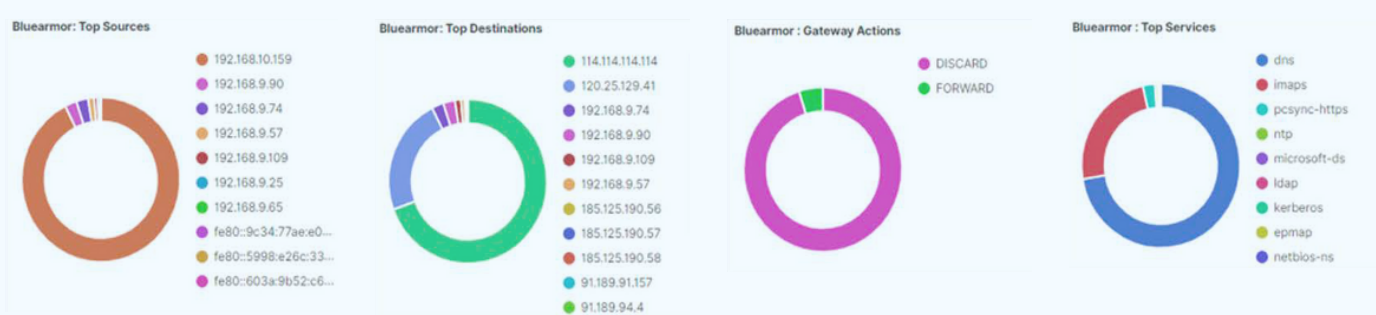 Bluearmor: Top Sources
192.168.10.159
192.168.9.90
192.168.9.74
192.168.9.57
192.168.9.109
192.168.9.25
192.168.9.65
fe80::9c34:77ae:e0...
fe80::5998:e26c:33...
fe80::603a:9b52:c6...
Bluearmor: Top Destinations
114.114.114.114
120.25.129.41
192.168.9.74
192.168.9.90
192.168.9.109
192.168.9.57
185.125.190.56
185.125.190.57
185.125.190.58
91.189.91.157
91.189.94.4
Bluearmor : Gateway Actions
DISCARD
FORWARD
Bluearmor : Top Services
dns
imaps
pcsync-https
ntp
microsoft-ds
ldap
kerberos
epmap
netbios-ns